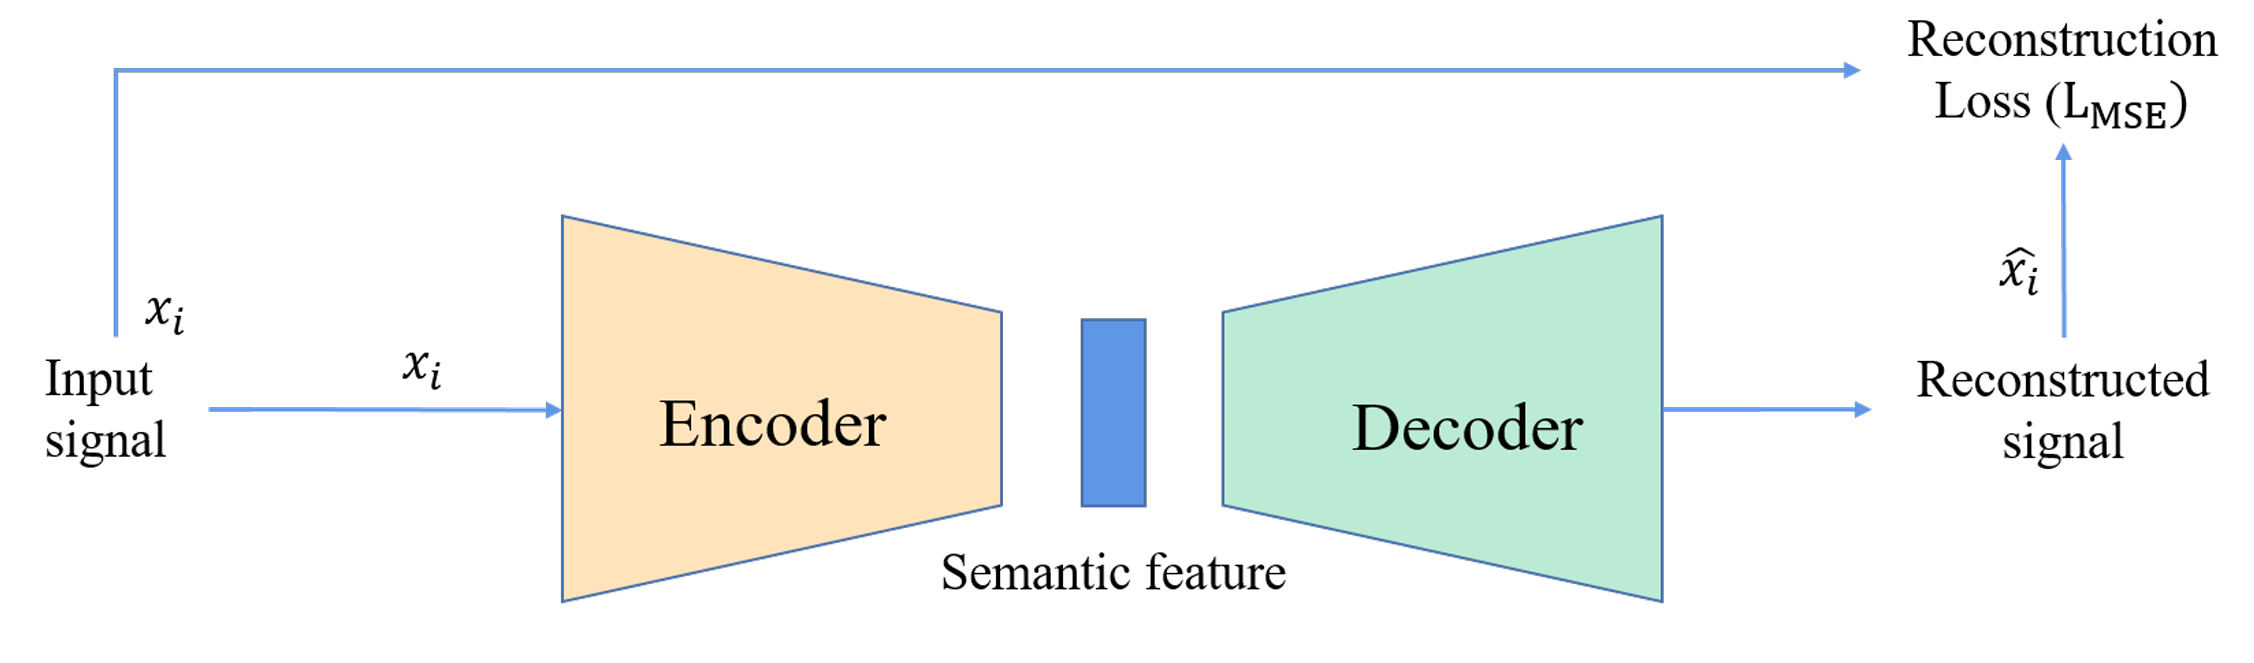 Reconstruction
Loss (L_MSE)
x_i
x_i
x̂_i
Input
signal
Encoder
Decoder
Reconstructed
signal
Semantic feature